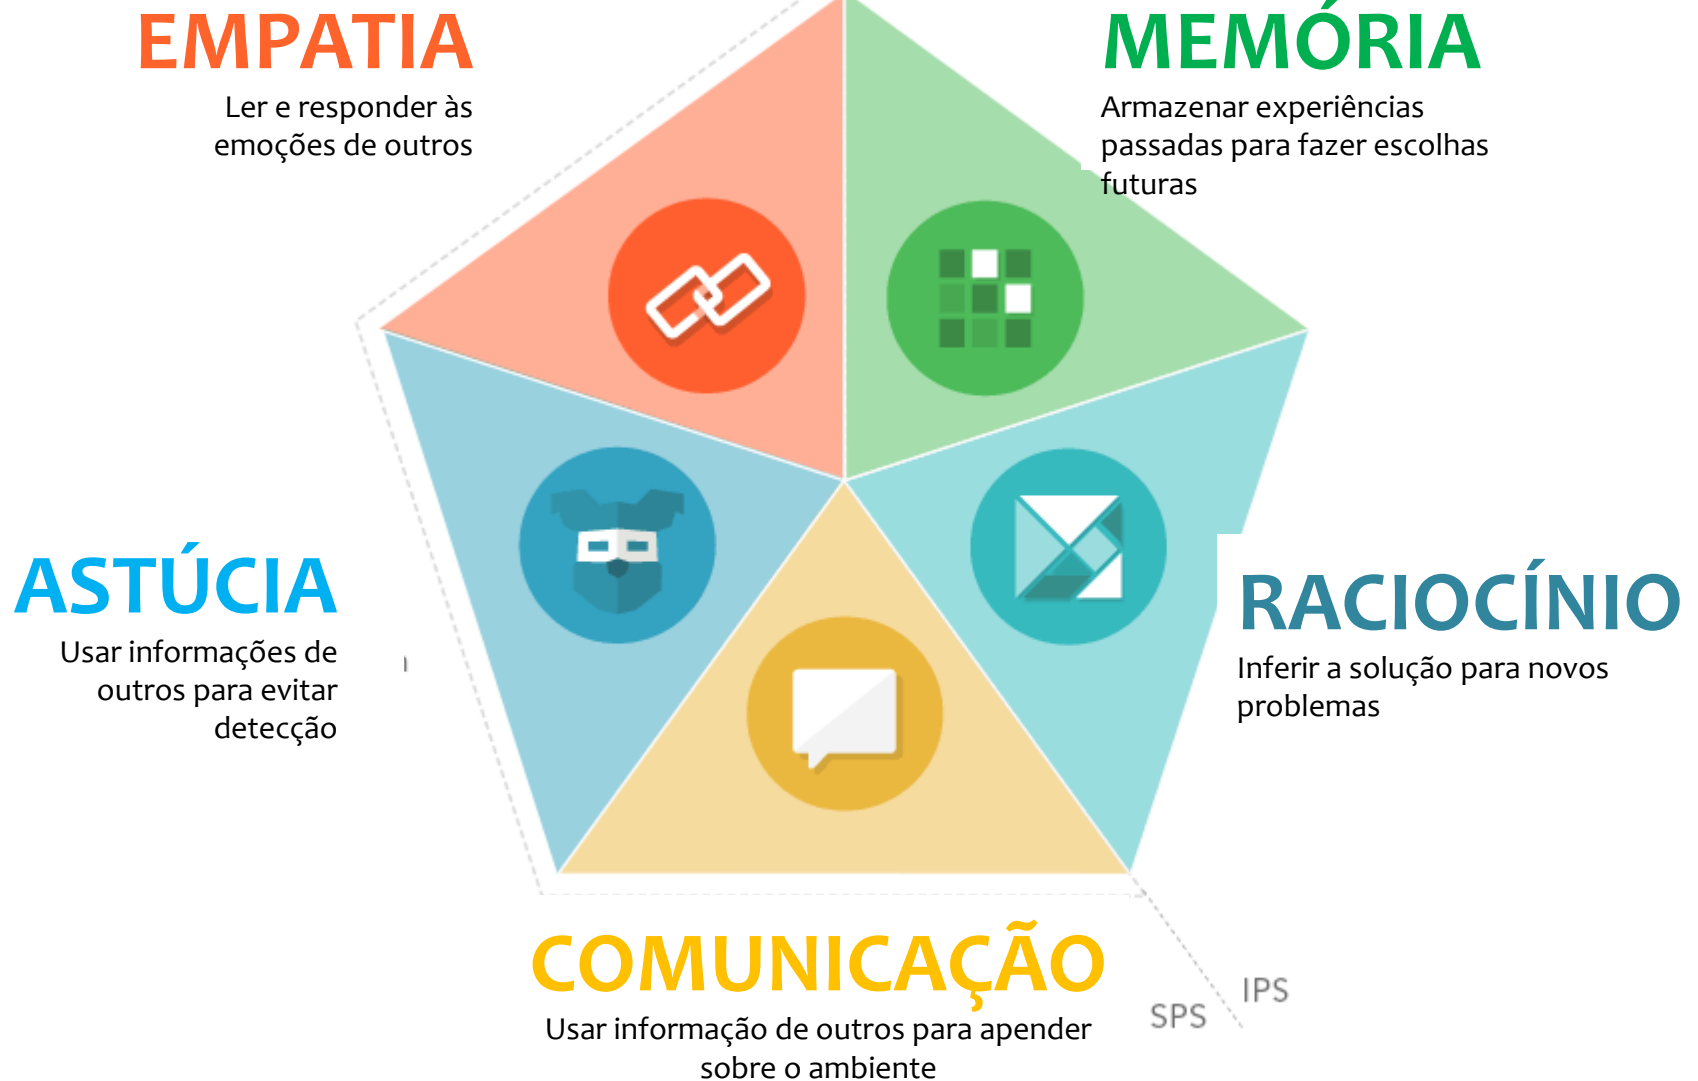 EMPATIA
Ler e responder às
emoções de outros
MEMÓRIA
Armazenar experiências
passadas para fazer escolhas
futuras
ASTÚCIA
Usar informações de
outros para evitar
detecção
RACIOCÍNIO
Inferir a solução para novos
problemas
COMUNICAÇÃO
Usar informação de outros para apender
sobre o ambiente
SPS
IPS